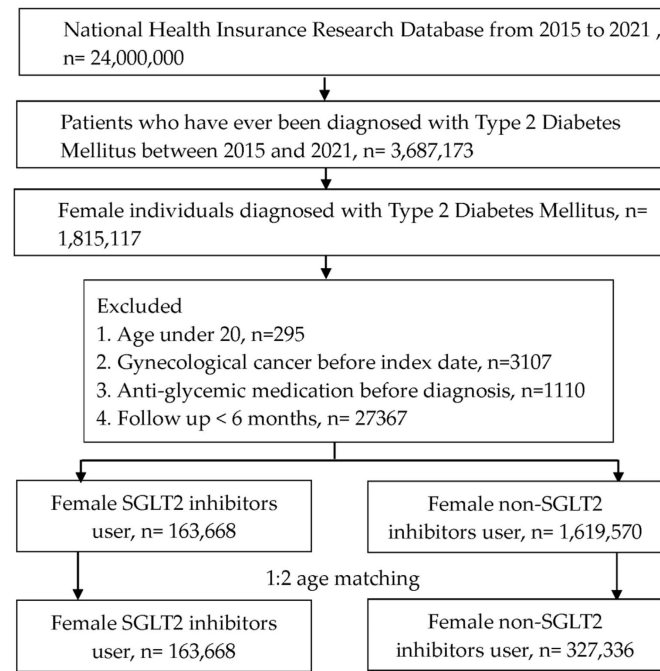 National Health Insurance Research Database from 2015 to 2021 ,
n= 24,000,000
Patients who have ever been diagnosed with Type 2 Diabetes
Mellitus between 2015 and 2021, n= 3,687,173
Female individuals diagnosed with Type 2 Diabetes Mellitus, n=
1,815,117
Excluded
1. Age under 20, n=295
2. Gynecological cancer before index date, n=3107
3. Anti-glycemic medication before diagnosis, n=1110
4. Follow up < 6 months, n= 27367
Female SGLT2 inhibitors
user, n= 163,668
Female non-SGLT2
inhibitors user, n= 1,619,570
1:2 age matching
Female SGLT2 inhibitors
user, n= 163,668
Female non-SGLT2
inhibitors user, n= 327,336